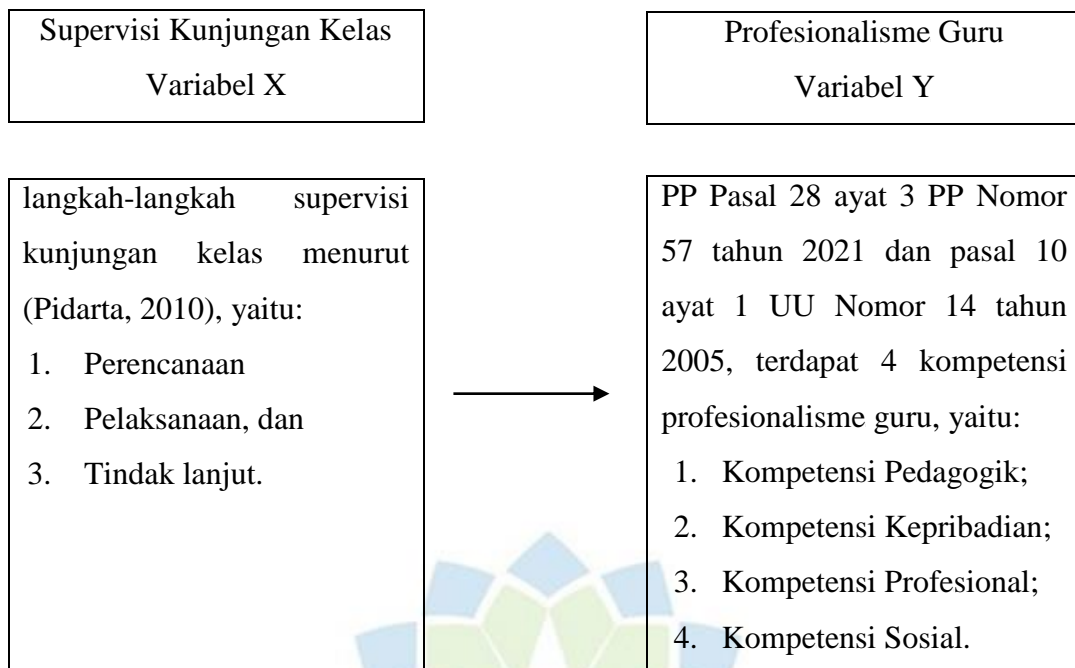 Supervisi Kunjungan Kelas
Variabel X
Profesionalisme Guru
Variabel Y
langkah-langkah supervisi
kunjungan kelas menurut
(Pidarta, 2010), yaitu:
1. Perencanaan
2. Pelaksanaan, dan
3. Tindak lanjut.
PP Pasal 28 ayat 3 PP Nomor
57 tahun 2021 dan pasal 10
ayat 1 UU Nomor 14 tahun
2005, terdapat 4 kompetensi
profesionalisme guru, yaitu:
1. Kompetensi Pedagogik;
2. Kompetensi Kepribadian;
3. Kompetensi Profesional;
4. Kompetensi Sosial.